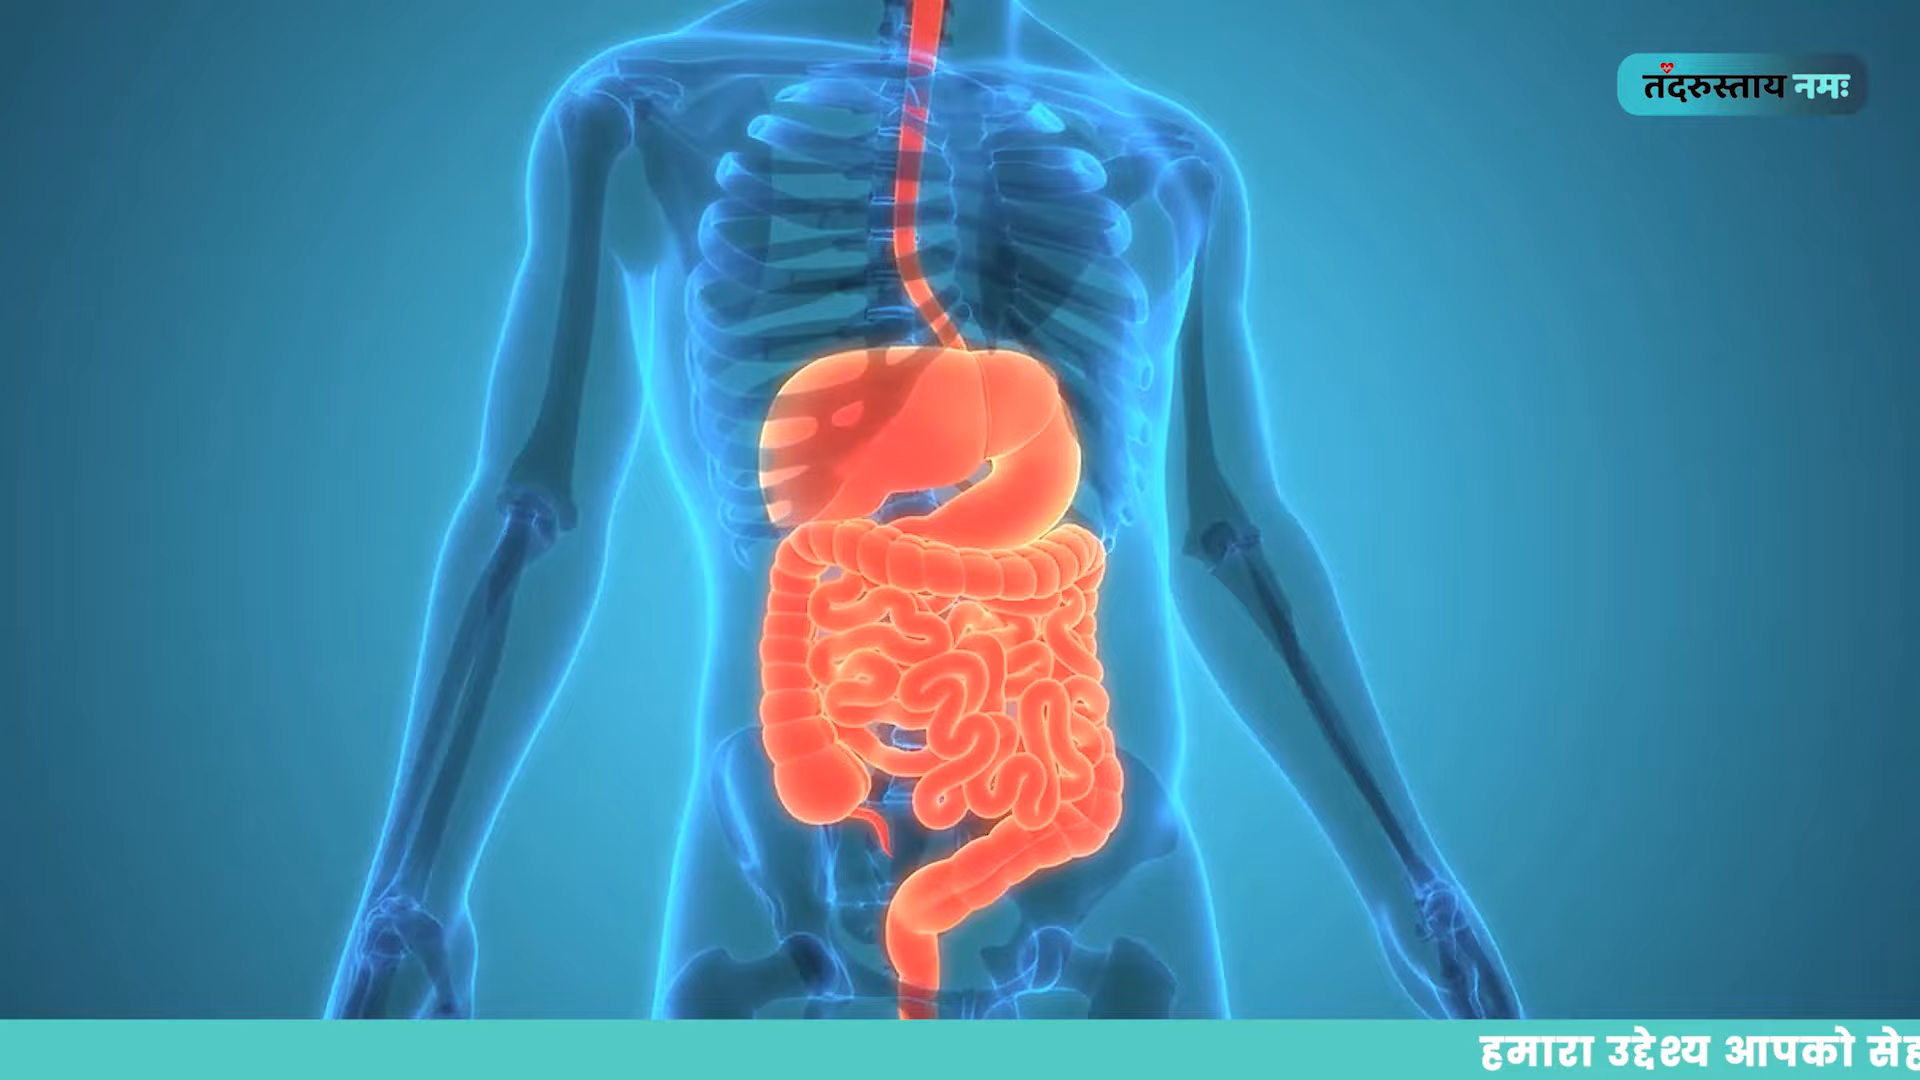 तंदरुस्ताय नमः
हमारा उद्देश्य आपको